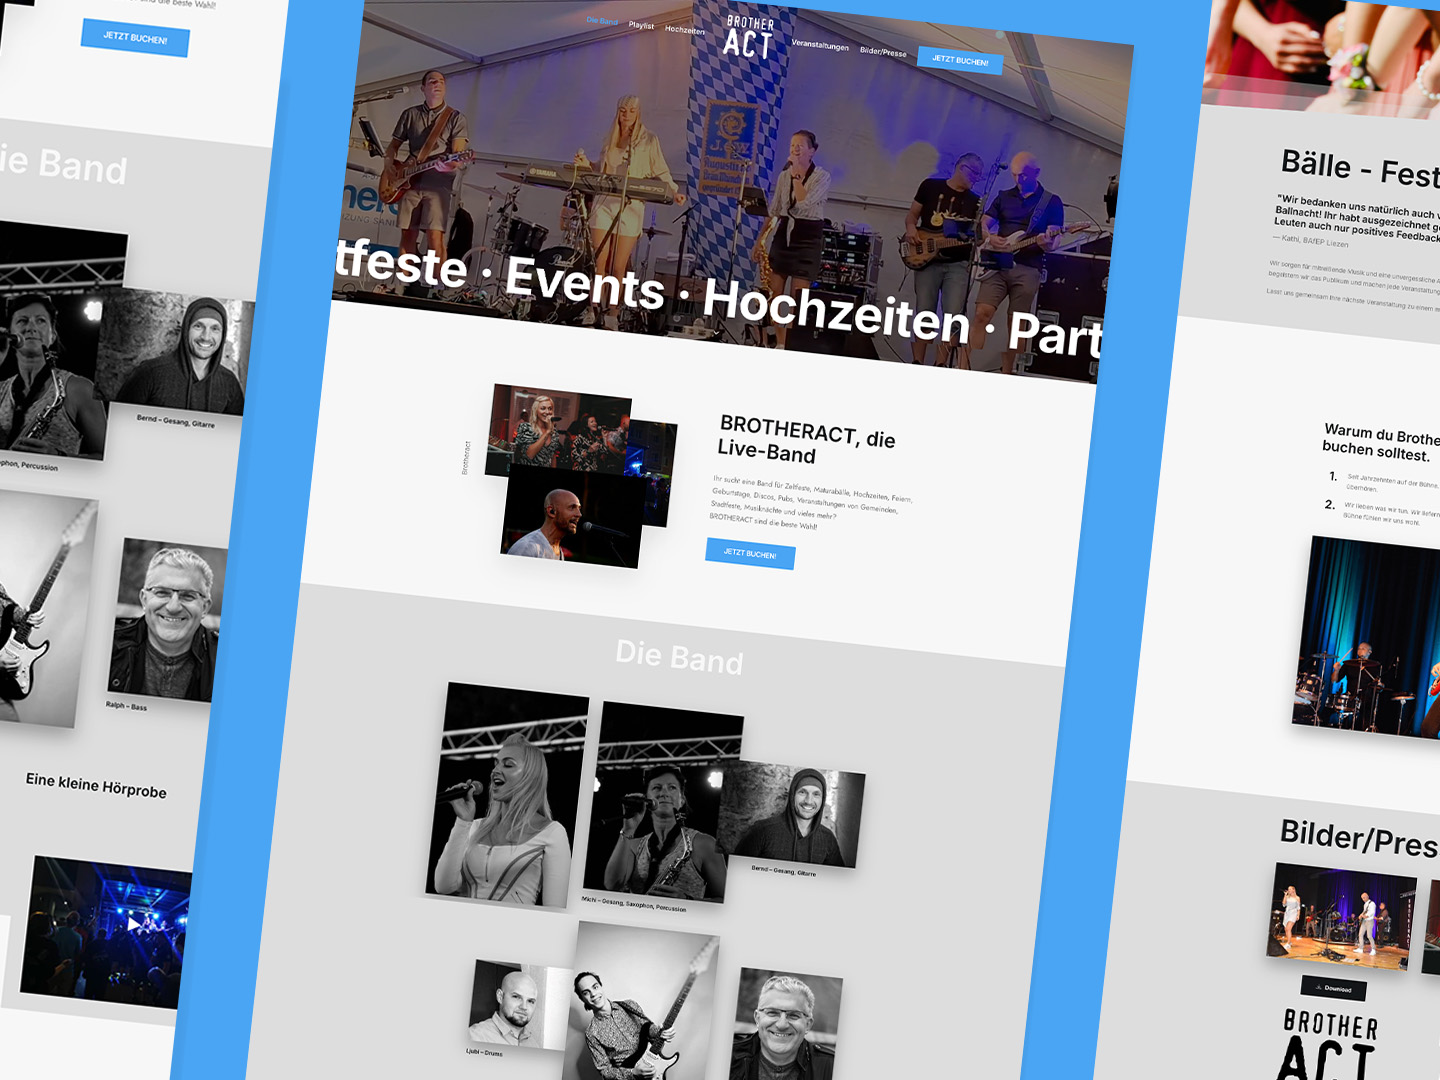 sind die beste Wahl!
JETZT BUCHEN!
ie Band
Bernd – Gesang, Gitarre
ophon, Percussion
Ralph – Bass
Eine kleine Hörprobe
Die Band
Playlist
Hochzeiten
BROTHER
ACT
Veranstaltungen
Bilder/Presse
JETZT BUCHEN!
YAMAHA
tfeste · Events · Hochzeiten · Part
Brotheract
BROTHERACT, die
Live-Band
Ihr sucht eine Band für Zeltfeste, Maturabälle, Hochzeiten, Feiern,
Geburtstage, Discos, Pubs, Veranstaltungen von Gemeinden,
Stadtfeste, Musiknächte und vieles mehr?
BROTHERACT sind die beste Wahl!
JETZT BUCHEN!
Die Band
Michi – Gesang, Saxophon, Percussion
Bernd – Gesang, Gitarre
Ljubi – Drums
Bälle - Fest
"Wir bedanken uns natürlich auch v
Ballnacht! Ihr habt ausgezeichnet g
Leuten auch nur positives Feedback
— Kathi, BAfEP Liezen
Wir sorgen für mitreißende Musik und eine unvergessliche A
begeistern wir das Publikum und machen jede Veranstaltung
Lasst uns gemeinsam Ihre nächste Veranstaltung zu einem
Warum du Brothe
buchen solltest.
1. Seit Jahrzehnten auf der Bühne.
überhören.
2. Wir lieben was wir tun. Wir liefern
Bühne fühlen wir uns wohl.
Bilder/Pres
Download
BROTHER
ACT